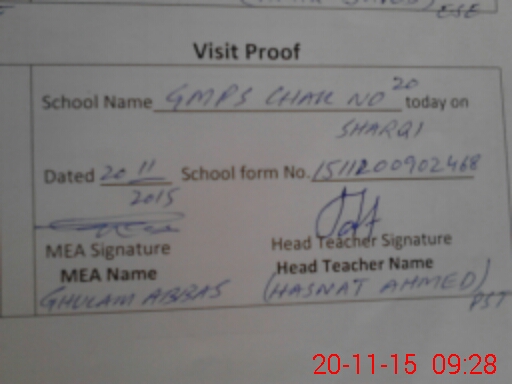 ESE
Visit Proof
School Name GMPS CHAK NO 20 today on
SHARQI
Dated 20 11 School form No. 1511200902468
2015
MEA Signature Head Teacher Signature
MEA Name Head Teacher Name
GHULAM ABBAS (HASNAT AHMED)
PST
20-11-15 09:28